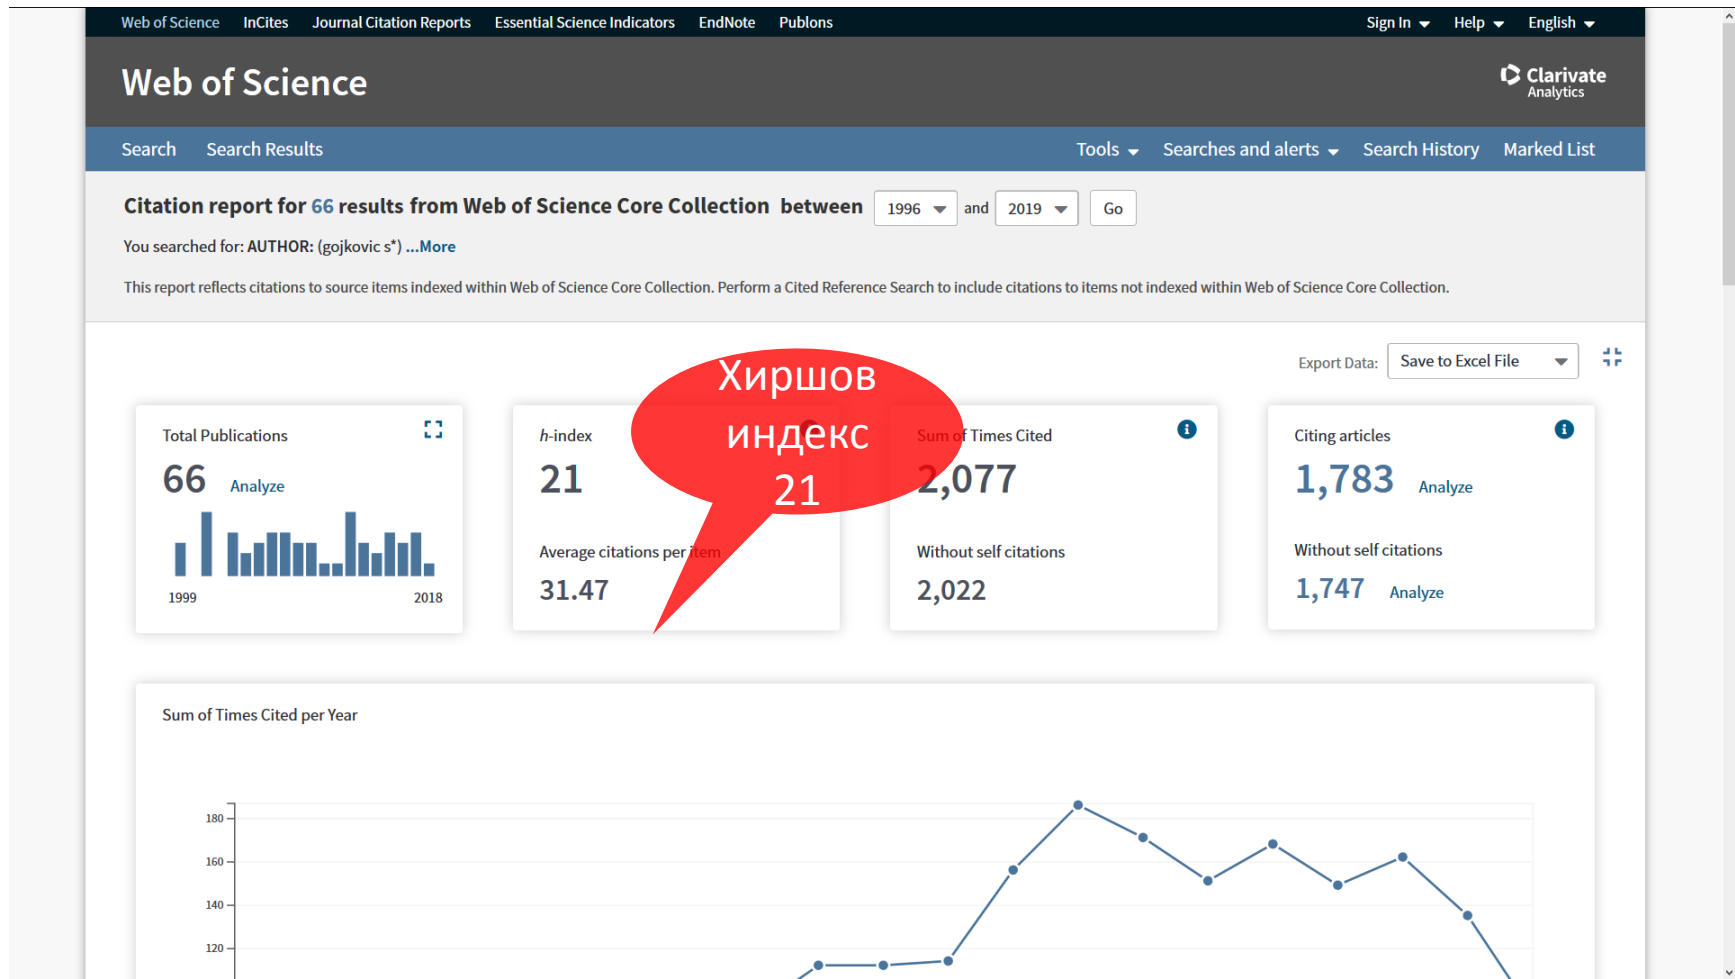 Web of Science InCites Journal Citation Reports Essential Science Indicators EndNote Publons Sign In Help English
Web of Science
Clarivate
Analytics
Search Search Results Tools Searches and alerts Search History Marked List
Citation report for 66 results from Web of Science Core Collection between 1996 and 2019 Go
You searched for: AUTHOR: (gojkovic s*) ...More
This report reflects citations to source items indexed within Web of Science Core Collection. Perform a Cited Reference Search to include citations to items not indexed within Web of Science Core Collection.
Export Data: Save to Excel File
Хиршов
индекс
21
Total Publications
66 Analyze
1999 2018
h-index
21
Average citations per item
31.47
Sum of Times Cited
2,077
Without self citations
2,022
Citing articles
1,783 Analyze
Without self citations
1,747 Analyze
Sum of Times Cited per Year
180
160
140
120